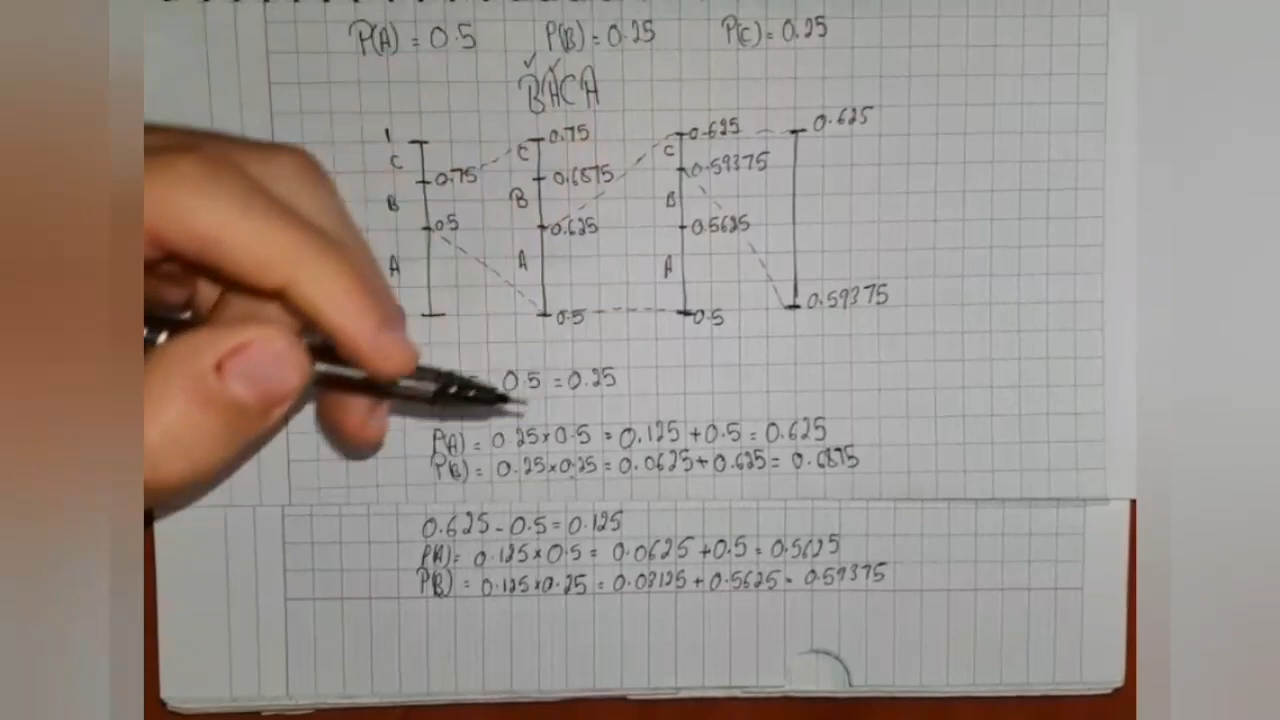 P(A) = 0.5 P(B) = 0.25 P(C) = 0.25
BACA
1 C 0.75 B 0.5 A
0.75 C 0.6875 B 0.625 A 0.5
0.625 C 0.59375 B 0.5625 A 0.5
0.625 0.59375
0.5 = 0.25
P(A) = 0.25 × 0.5 = 0.125 + 0.5 = 0.625
P(B) = 0.25 × 0.25 = 0.0625 + 0.625 = 0.6875
0.625 - 0.5 = 0.125
P(A) = 0.125 × 0.5 = 0.0625 + 0.5 = 0.5625
P(B) = 0.125 × 0.25 = 0.03125 + 0.5625 = 0.59375